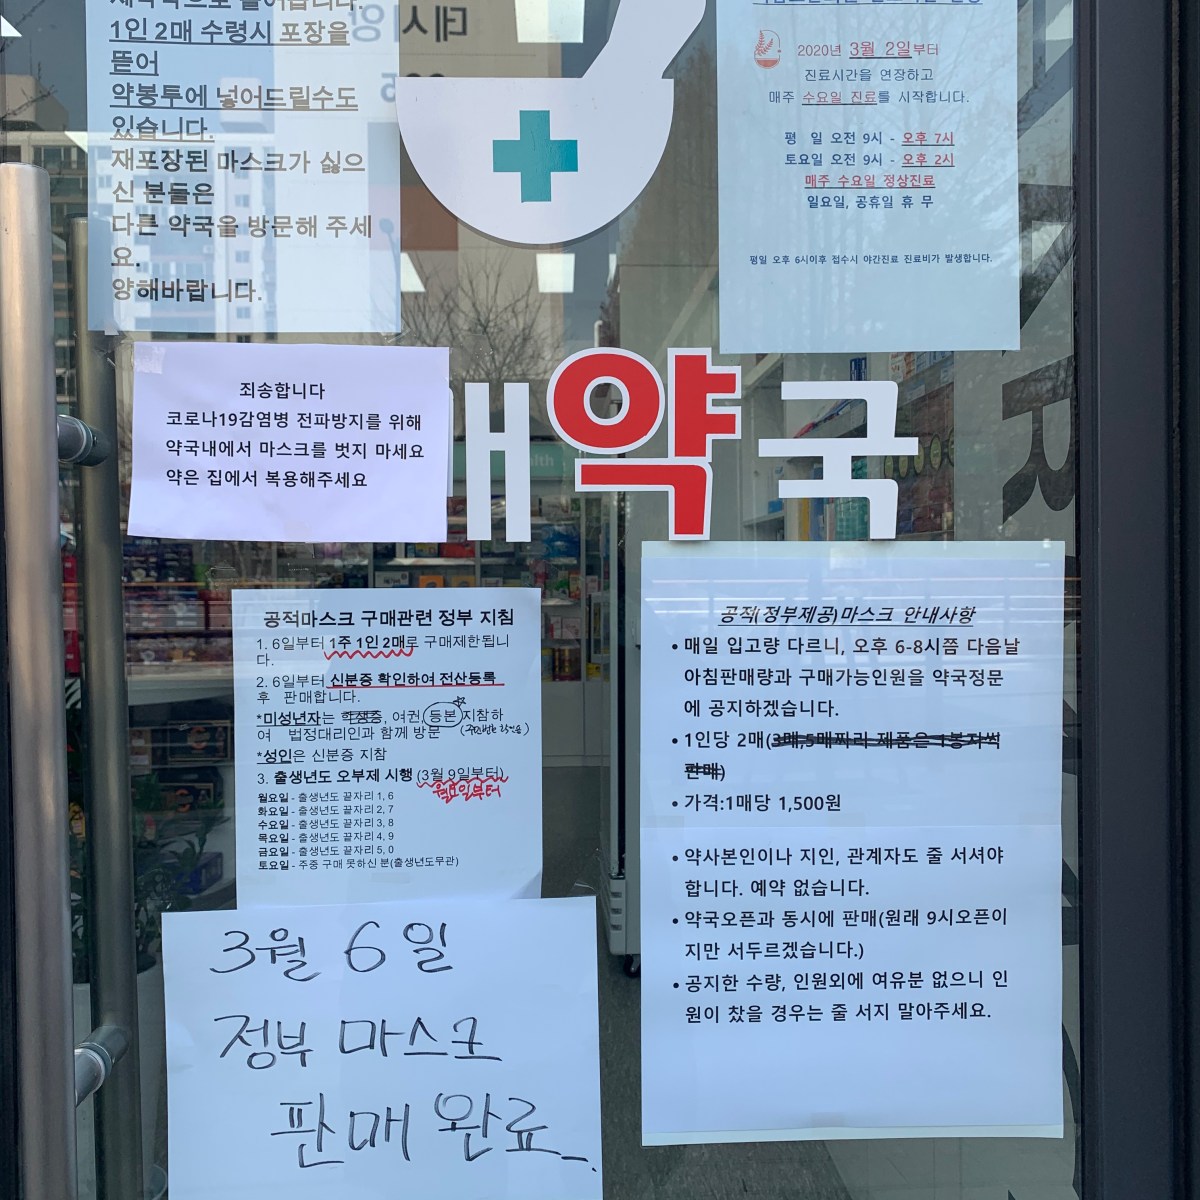 1인 2매 수령시 포장을
뜯어
약봉투에 넣어드릴수도
있습니다.
재포장된 마스크가 싫으
신 분들은
다른 약국을 방문해 주세
요.
양해바랍니다.
2020년 3월 2일부터
진료시간을 연장하고
매주 수요일 진료를 시작합니다.
평 일 오전 9시 - 오후 7시
토요일 오전 9시 - 오후 2시
매주 수요일 정상진료
일요일, 공휴일 휴 무
평일 오후 6시이후 접수시 야간진료 진료비가 발생합니다.
죄송합니다
코로나19감염병 전파방지를 위해
약국내에서 마스크를 벗지 마세요
약은 집에서 복용해주세요
약국
공적마스크 구매관련 정부 지침
1. 6일부터 1주 1인 2매로 구매제한됩니
다.
2. 6일부터 신분증 확인하여 전산등록
후 판매합니다.
*미성년자는 학생증, 여권, 등본 지참하
여 법정대리인과 함께 방문
*성인은 신분증 지참
3. 출생년도 오부제 시행 (3월 9일부터)
월요일부터
월요일 - 출생년도 끝자리 1, 6
화요일 - 출생년도 끝자리 2, 7
수요일 - 출생년도 끝자리 3, 8
목요일 - 출생년도 끝자리 4, 9
금요일 - 출생년도 끝자리 5, 0
토요일 - 주중 구매 못하신 분(출생년도무관)
3월 6일
정부 마스크
판매 완료
공적(정부제공)마스크 안내사항
• 매일 입고량 다르니, 오후 6-8시쯤 다음날
아침판매량과 구매가능인원을 약국정문
에 공지하겠습니다.
• 1인당 2매(3매,5매짜리 제품은 1봉지씩
판매)
• 가격:1매당 1,500원
• 약사본인이나 지인, 관계자도 줄 서셔야
합니다. 예약 없습니다.
• 약국오픈과 동시에 판매(원래 9시오픈이
지만 서두르겠습니다.)
• 공지한 수량, 인원외에 여유분 없으니 인
원이 찼을 경우는 줄 서지 말아주세요.